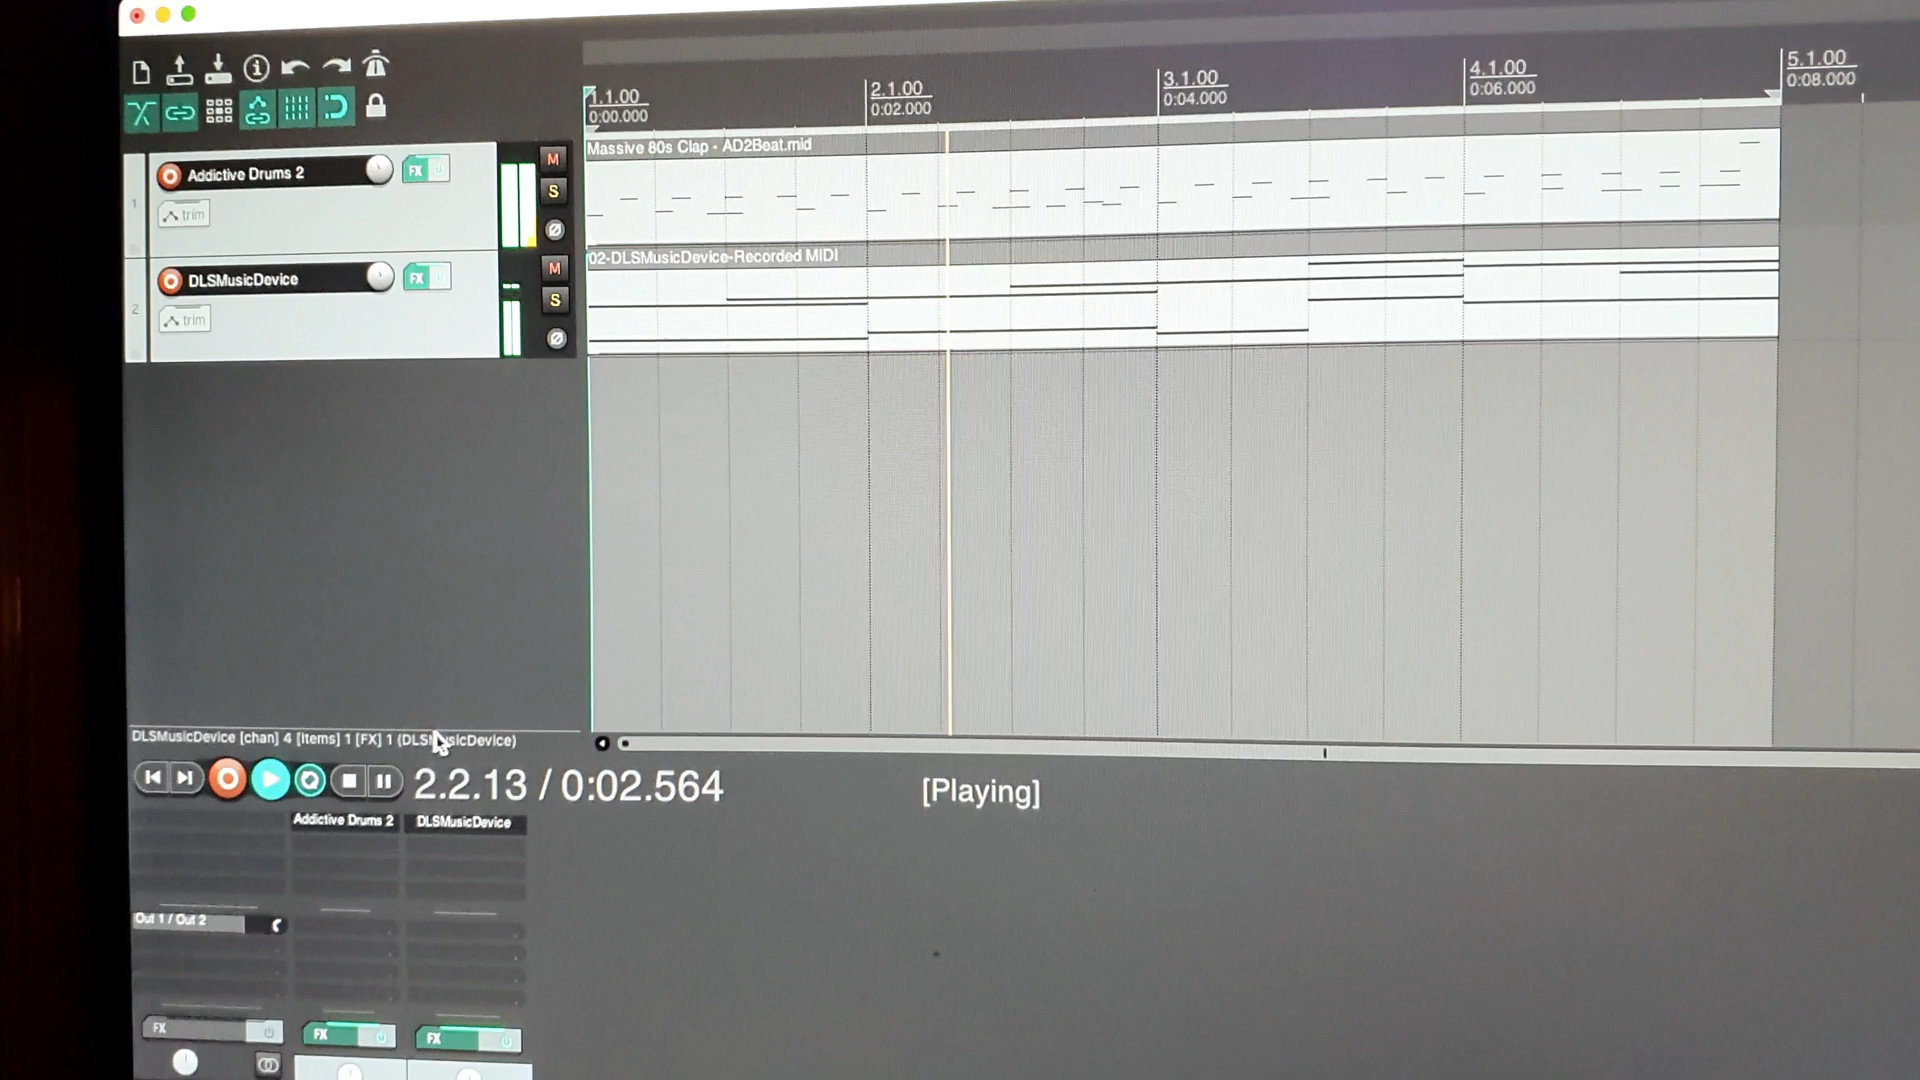 1.1.00
0:00.000
2.1.00
0:02.000
3.1.00
0:04.000
4.1.00
0:06.000
5.1.00
0:08.000
1
Addictive Drums 2
FX
M
S
trim
Massive 80s Clap - AD2Beat.mid
2
DLSMusicDevice
FX
M
S
trim
02-DLSMusicDevice-Recorded MIDI
DLSMusicDevice [chan] 4 [items] 1 [FX] 1 (DLSMusicDevice)
2.2.13 / 0:02.564
[Playing]
Addictive Drums 2
DLSMusicDevice
Out 1 / Out 2
FX
FX
FX